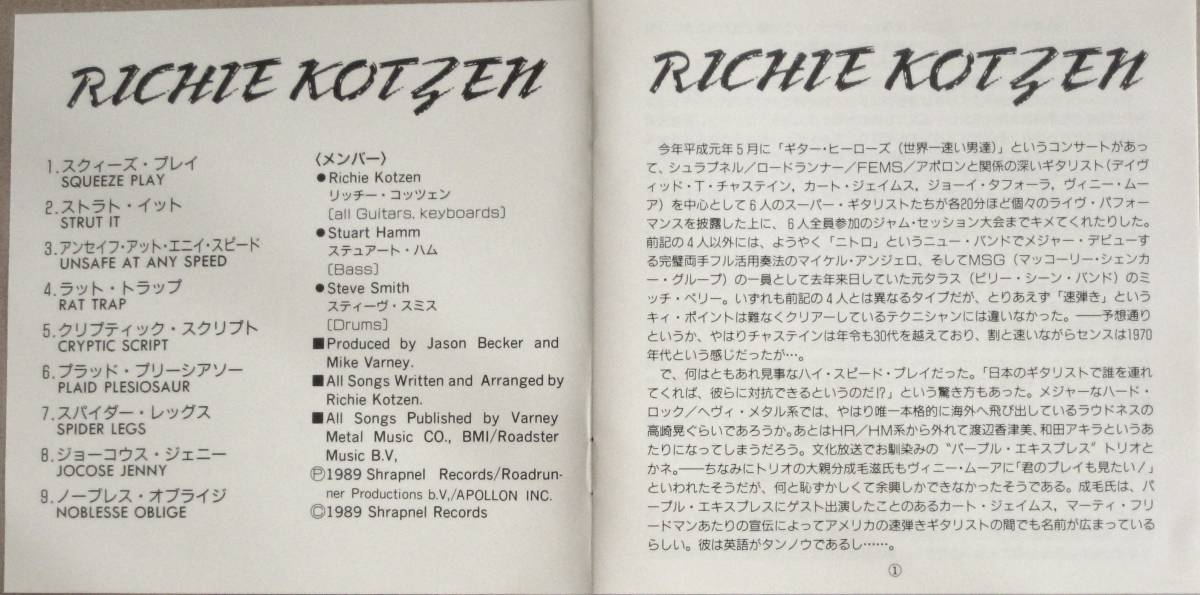 RICHIE KOTZEN
1.スクィーズ・プレイ
SQUEEZE PLAY
2.ストラト・イット
STRUT IT
3.アンセイフ・アット・エニイ・スピード
UNSAFE AT ANY SPEED
4.ラット・トラップ
RAT TRAP
5.クリプティック・スクリプト
CRYPTIC SCRIPT
6.プラッド・プリーシアソー
PLAID PLESIOSAUR
7.スパイダー・レッグス
SPIDER LEGS
8.ジョーコウス・ジェニー
JOCOSE JENNY
9.ノーブレス・オブライジ
NOBLESSE OBLIGE
〈メンバー〉
●Richie Kotzen
リッチー・コッツェン
〔all Guitars, keyboards〕
●Stuart Hamm
ステュアート・ハム
〔Bass〕
●Steve Smith
スティーヴ・スミス
〔Drums〕
■Produced by Jason Becker and
Mike Varney.
■All Songs Written and Arranged by
Richie Kotzen.
■All Songs Published by Varney
Metal Music CO., BMI/Roadster
Music B.V,
Ⓟ1989 Shrapnel Records/Roadrun-
ner Productions b.V,/APOLLON INC.
©1989 Shrapnel Records
RICHIE KOTZEN
今年平成元年5月に「ギター・ヒーローズ（世界一速い男達）」というコンサートがあっ
て、シュラプネル／ロードランナー／FEMS／アポロンと関係の深いギタリスト（デイヴ
ィッド・T・チャステイン，カート・ジェイムス，ジョーイ・タフォーラ，ヴィニー・ムー
ア）を中心として6人のスーパー・ギタリストたちが各20分ほど個々のライヴ・パフォー
マンスを披露した上に、6人全員参加のジャム・セッション大会までキメてくれたりした。
前記の4人以外には、ようやく「ニトロ」というニュー・バンドでメジャー・デビューす
る完璧両手フル活用奏法のマイケル・アンジェロ、そしてMSG（マッコーリー・シェンカ
ー・グループ）の一員として去年来日していた元タラス（ビリー・シーン・バンド）のミ
ッチ・ペリー。いずれも前記の4人とは異なるタイプだが、とりあえず「速弾き」という
キィ・ポイントは難なくクリアーしているテクニシャンには違いなかった。――予想通り
というか、やはりチャステインは年令も30代を越えており、割と速いながらセンスは1970
年代という感じだったが…。
で、何はともあれ見事なハイ・スピード・プレイだった。「日本のギタリストで誰を連れ
てくれば、彼らに対抗できるというのだ!?」という驚き方もあった。メジャーなハード・
ロック／ヘヴィ・メタル系では、やはり唯一本格的に海外へ飛び出しているラウドネスの
高崎晃ぐらいであろうか。あとはHR／HM系から外れて渡辺香津美、和田アキラというあ
たりになってしまうだろう。文化放送でお馴染みの“パープル・エキスプレス”トリオと
かネ。――ちなみにトリオの大親分成毛滋氏もヴィニー・ムーアに「君のプレイも見たい！」
といわれたそうだが、何と恥ずかしくて余興しかできなかったそうである。成毛氏は、パ
ープル・エキスプレスにゲスト出演したことのあるカート・ジェイムス，マーティ・フリ
ードマンあたりの宣伝によってアメリカの速弾きギタリストの間でも名前が広まっている
らしい。彼は英語がタンノウであるし……。
①